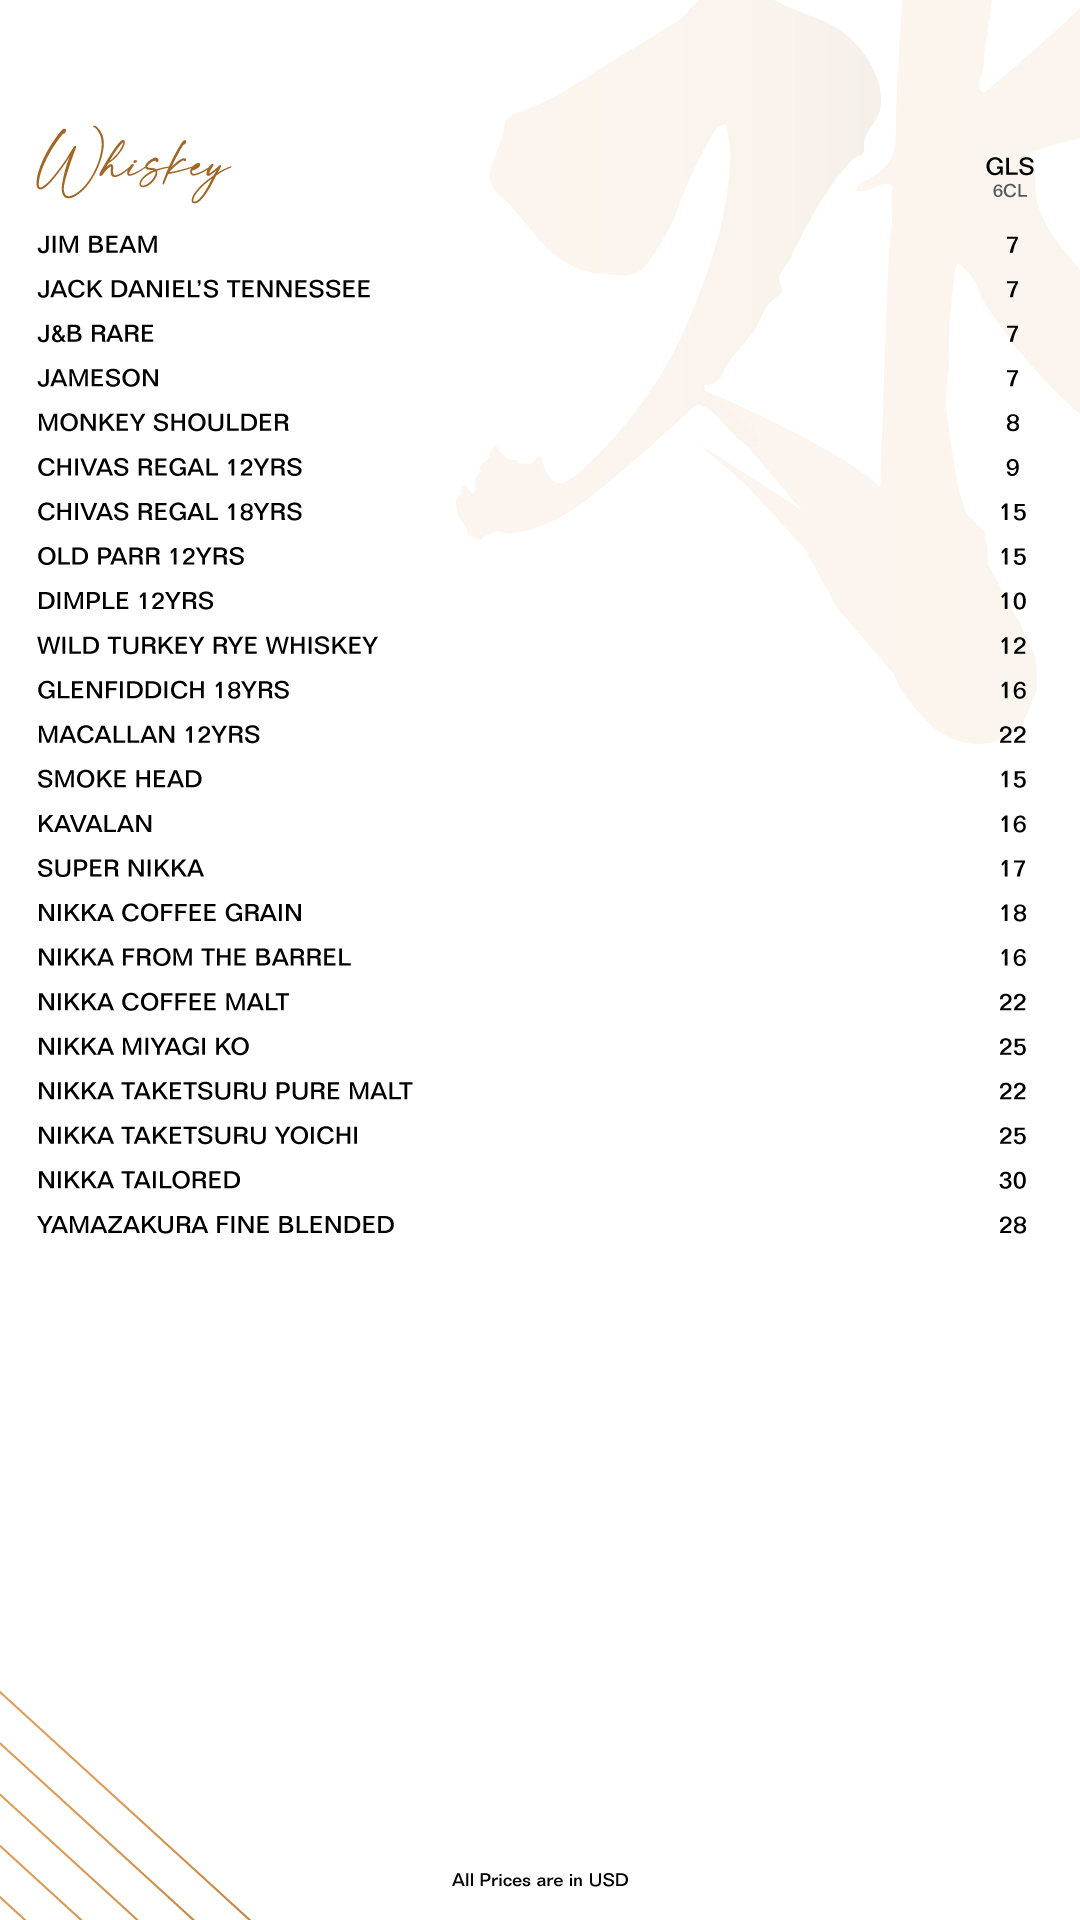 Whiskey
GLS
6CL
JIM BEAM 7
JACK DANIEL’S TENNESSEE 7
J&B RARE 7
JAMESON 7
MONKEY SHOULDER 8
CHIVAS REGAL 12YRS 9
CHIVAS REGAL 18YRS 15
OLD PARR 12YRS 15
DIMPLE 12YRS 10
WILD TURKEY RYE WHISKEY 12
GLENFIDDICH 18YRS 16
MACALLAN 12YRS 22
SMOKE HEAD 15
KAVALAN 16
SUPER NIKKA 17
NIKKA COFFEE GRAIN 18
NIKKA FROM THE BARREL 16
NIKKA COFFEE MALT 22
NIKKA MIYAGI KO 25
NIKKA TAKETSURU PURE MALT 22
NIKKA TAKETSURU YOICHI 25
NIKKA TAILORED 30
YAMAZAKURA FINE BLENDED 28
All Prices are in USD